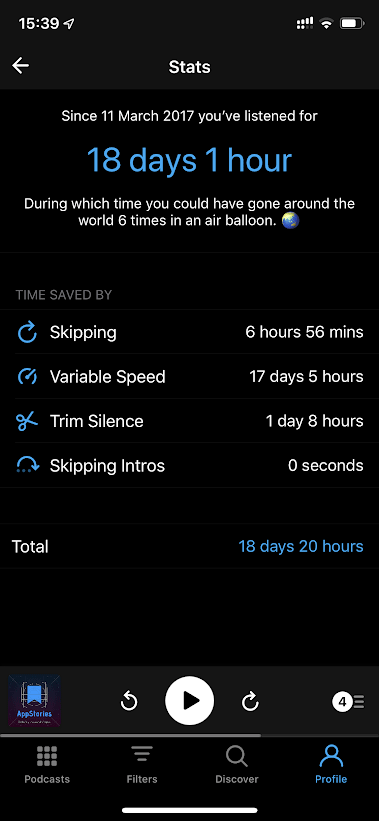 15:39
Stats
Since 11 March 2017 you've listened for
18 days 1 hour
During which time you could have gone around the
world 6 times in an air balloon.
TIME SAVED BY
Skipping 6 hours 56 mins
Variable Speed 17 days 5 hours
Trim Silence 1 day 8 hours
Skipping Intros 0 seconds
Total 18 days 20 hours
AppStories
4
Podcasts Filters Discover Profile